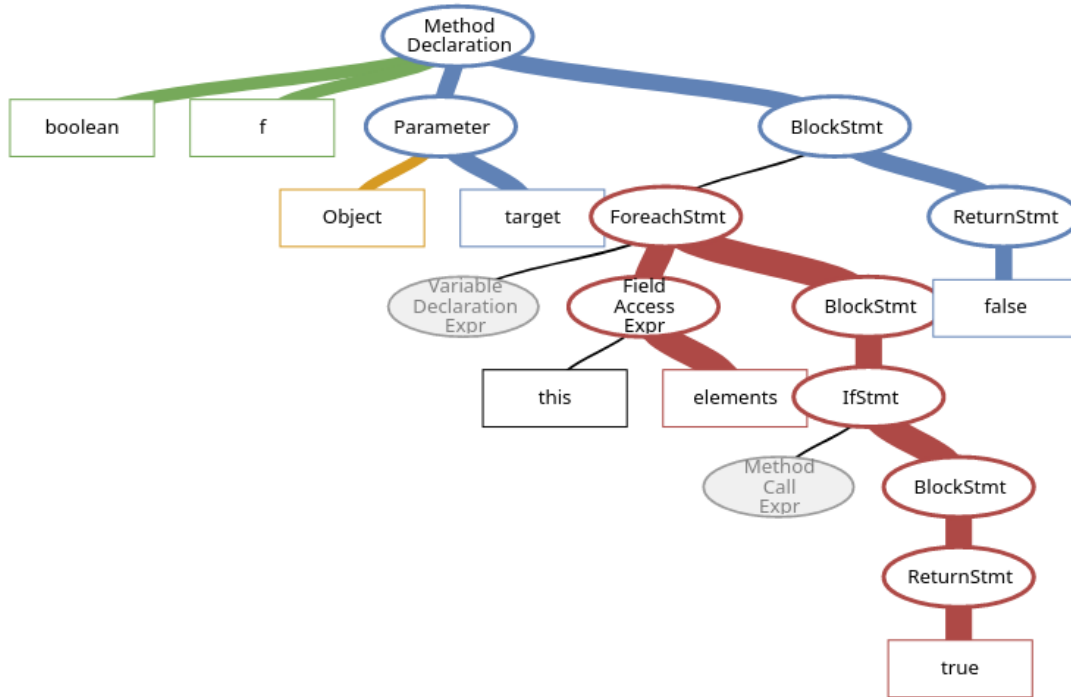 Method
Declaration
boolean
f
Parameter
BlockStmt
Object
target
ForeachStmt
ReturnStmt
Variable
Declaration
Expr
Field
Access
Expr
BlockStmt
false
this
elements
IfStmt
Method
Call
Expr
BlockStmt
ReturnStmt
true